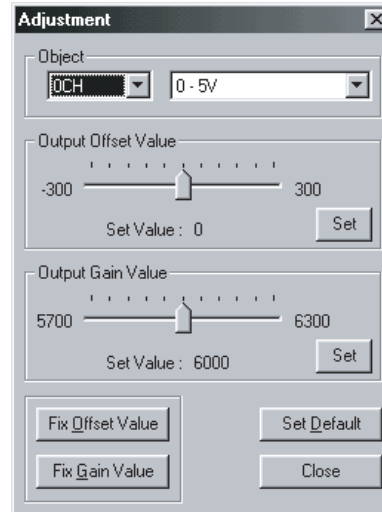 Adjustment
Object
0CH
0 - 5V
Output Offset Value
-300
300
Set Value : 0
Set
Output Gain Value
5700
6300
Set Value : 6000
Set
Fix Offset Value
Set Default
Fix Gain Value
Close